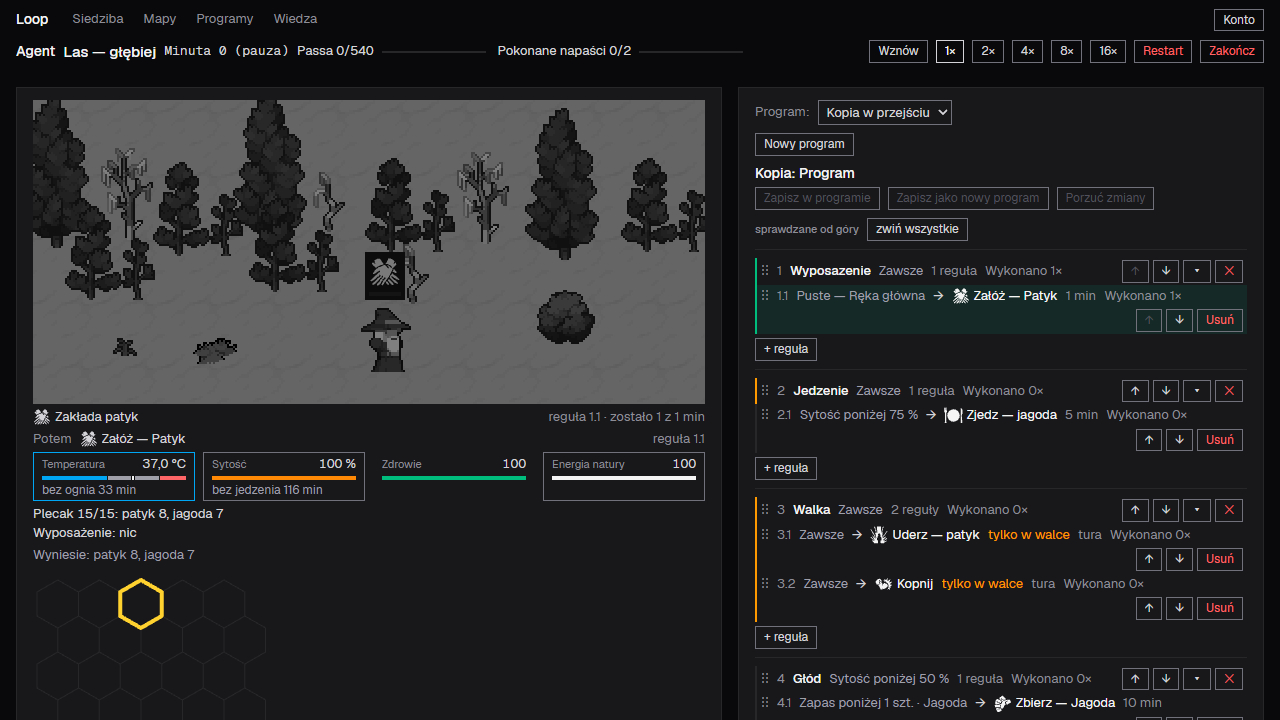 Loop Siedziba Mapy Programy Wiedza Konto
Agent Las — głębiej Minuta 0 (pauza) Passa 0/540 Pokonane napaści 0/2 Wznów 1× 2× 4× 8× 16× Restart Zakończ
Zakłada patyk reguła 1.1 · zostało 1 z 1 min
Potem Załóż — Patyk reguła 1.1
Temperatura 37,0 °C Sytość 100 % Zdrowie 100 Energia natury 100
bez ognia 33 min bez jedzenia 116 min
Plecak 15/15: patyk 8, jagoda 7
Wyposażenie: nic
Wyniesie: patyk 8, jagoda 7
Program: Kopia w przejściu
Nowy program
Kopia: Program
Zapisz w programie Zapisz jako nowy program Porzuć zmiany
sprawdzane od góry zwiń wszystkie
1 Wyposazenie Zawsze 1 reguła Wykonano 1×
1.1 Puste — Ręka główna → Załóż — Patyk 1 min Wykonano 1×
Usuń
+ reguła
2 Jedzenie Zawsze 1 reguła Wykonano 0×
2.1 Sytość poniżej 75 % → Zjedz — jagoda 5 min Wykonano 0×
Usuń
+ reguła
3 Walka Zawsze 2 reguły Wykonano 0×
3.1 Zawsze → Uderz — patyk tylko w walce tura Wykonano 0×
Usuń
3.2 Zawsze → Kopnij tylko w walce tura Wykonano 0×
Usuń
+ reguła
4 Głód Sytość poniżej 50 % 1 reguła Wykonano 0×
4.1 Zapas poniżej 1 szt. · Jagoda → Zbierz — Jagoda 10 min